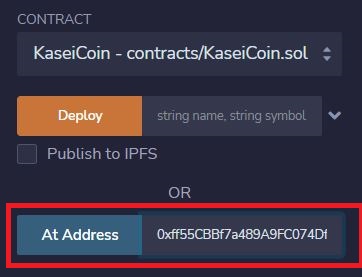 CONTRACT
KaseiCoin - contracts/KaseiCoin.sol
Deploy string name, string symbol
Publish to IPFS
OR
At Address 0xff55CBBf7a489A9FC074Df